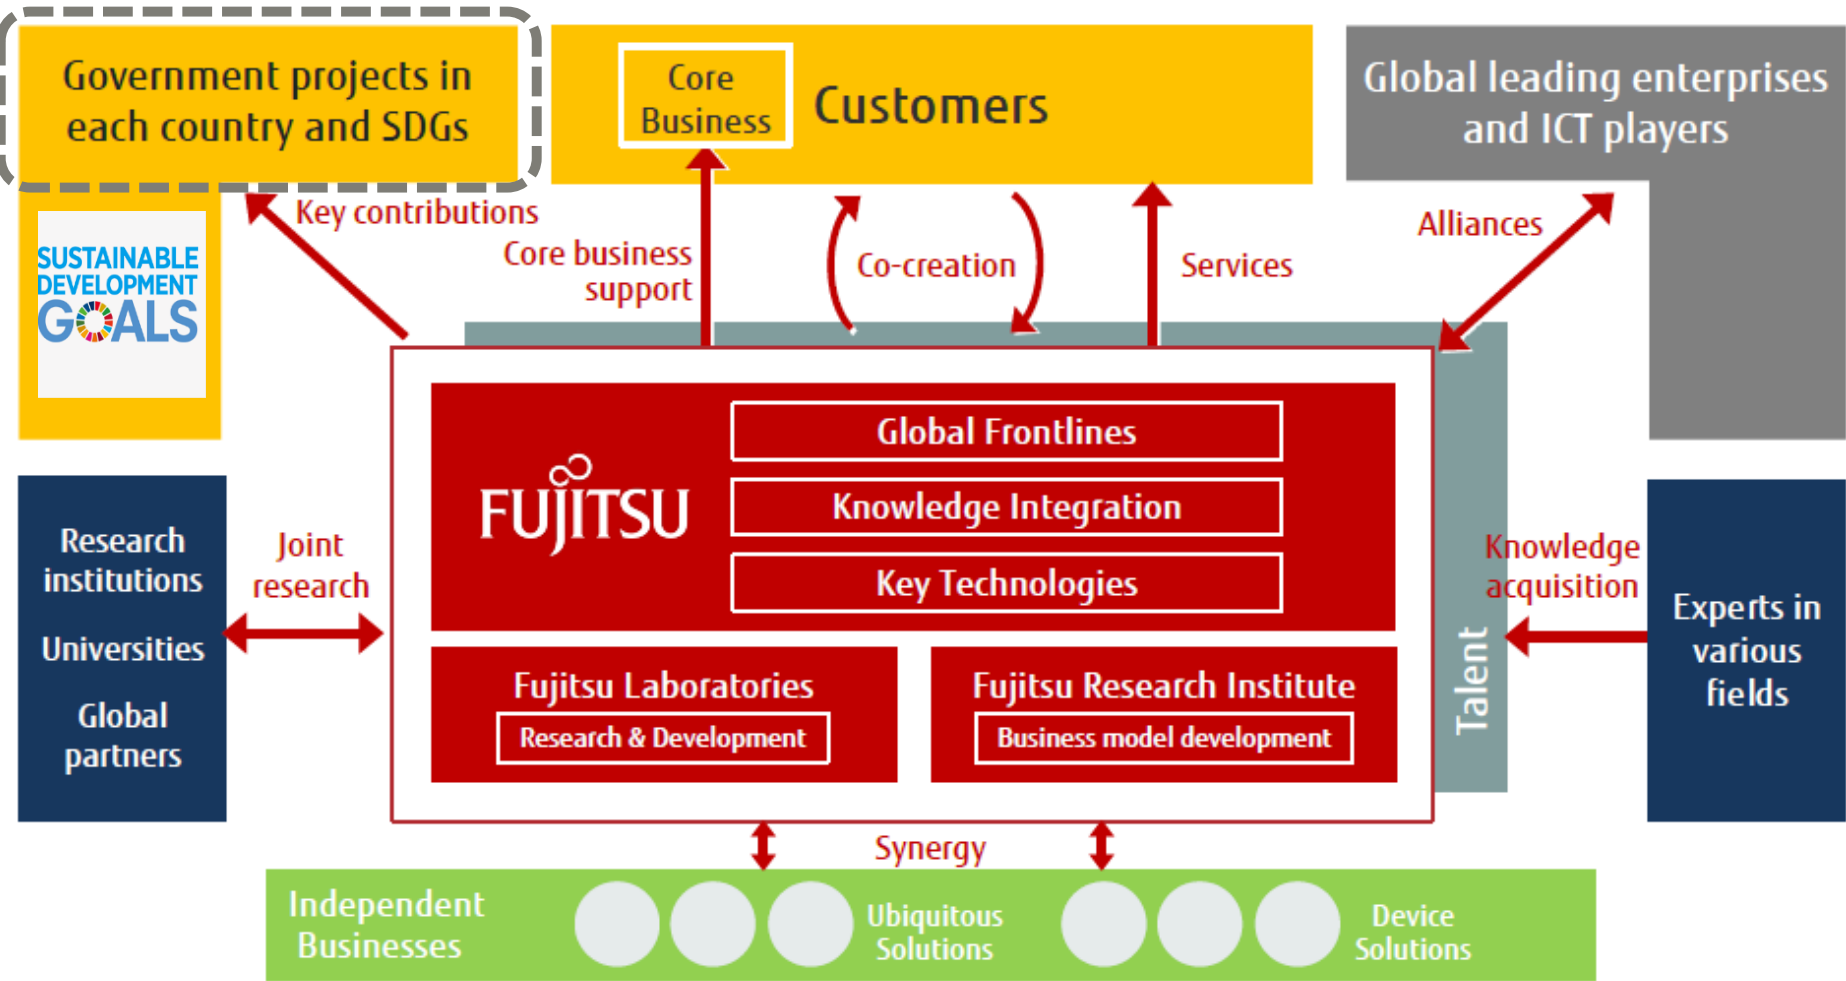 Government projects in
each country and SDGs
Core
Business
Customers
Global leading enterprises
and ICT players
Key contributions
Core business
support
Co-creation
Services
Alliances
SUSTAINABLE
DEVELOPMENT
GOALS
FUJITSU
Global Frontlines
Knowledge Integration
Key Technologies
Research
institutions
Universities
Global
partners
Joint
research
Knowledge
acquisition
Experts in
various
fields
Talent
Fujitsu Laboratories
Research & Development
Fujitsu Research Institute
Business model development
Synergy
Independent
Businesses
Ubiquitous
Solutions
Device
Solutions